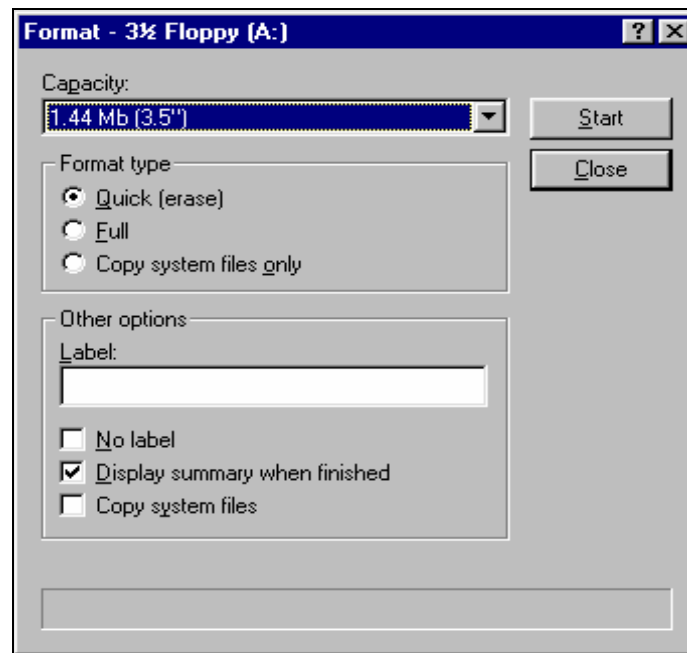 Format - 3½ Floppy (A:)
Capacity:
1.44 Mb (3.5")
Start
Format type
Close
Quick (erase)
Full
Copy system files only
Other options
Label:
No label
Display summary when finished
Copy system files